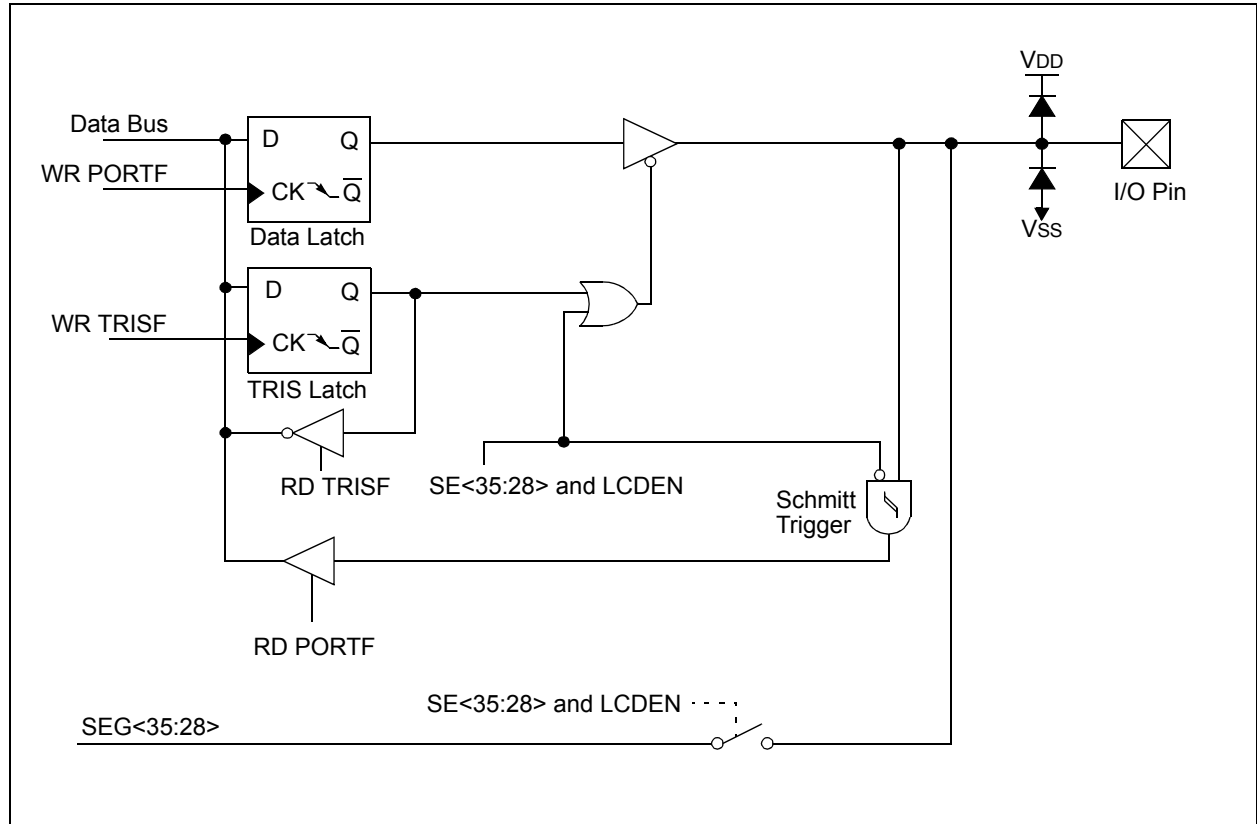 VDD
Data Bus
D Q
WR PORTF
CK Q̅
I/O Pin
Data Latch
VSS
D Q
WR TRISF
CK Q̅
TRIS Latch
RD TRISF
SE<35:28> and LCDEN
Schmitt
Trigger
RD PORTF
SE<35:28> and LCDEN
SEG<35:28>